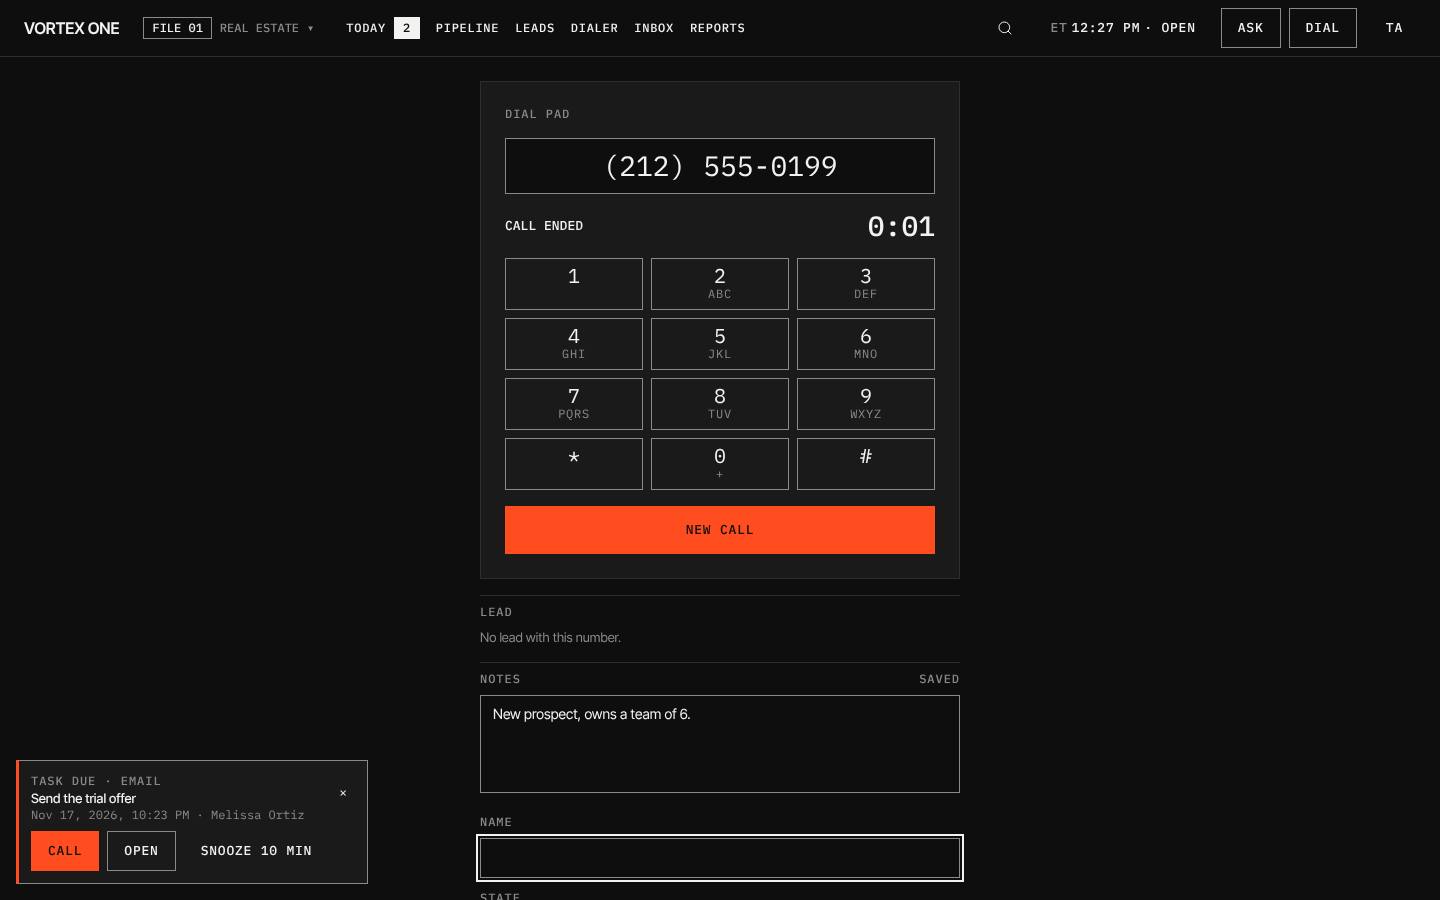 VORTEX ONE FILE 01 REAL ESTATE ▾ TODAY 2 PIPELINE LEADS DIALER INBOX REPORTS ET 12:27 PM · OPEN ASK DIAL TA
DIAL PAD
(212) 555-0199
CALL ENDED 0:01
1 2 3
ABC DEF
4 5 6
GHI JKL MNO
7 8 9
PQRS TUV WXYZ
* 0 #
+
NEW CALL
LEAD
No lead with this number.
NOTES SAVED
New prospect, owns a team of 6.
TASK DUE · EMAIL ×
Send the trial offer
Nov 17, 2026, 10:23 PM · Melissa Ortiz
CALL OPEN SNOOZE 10 MIN
NAME
STATE